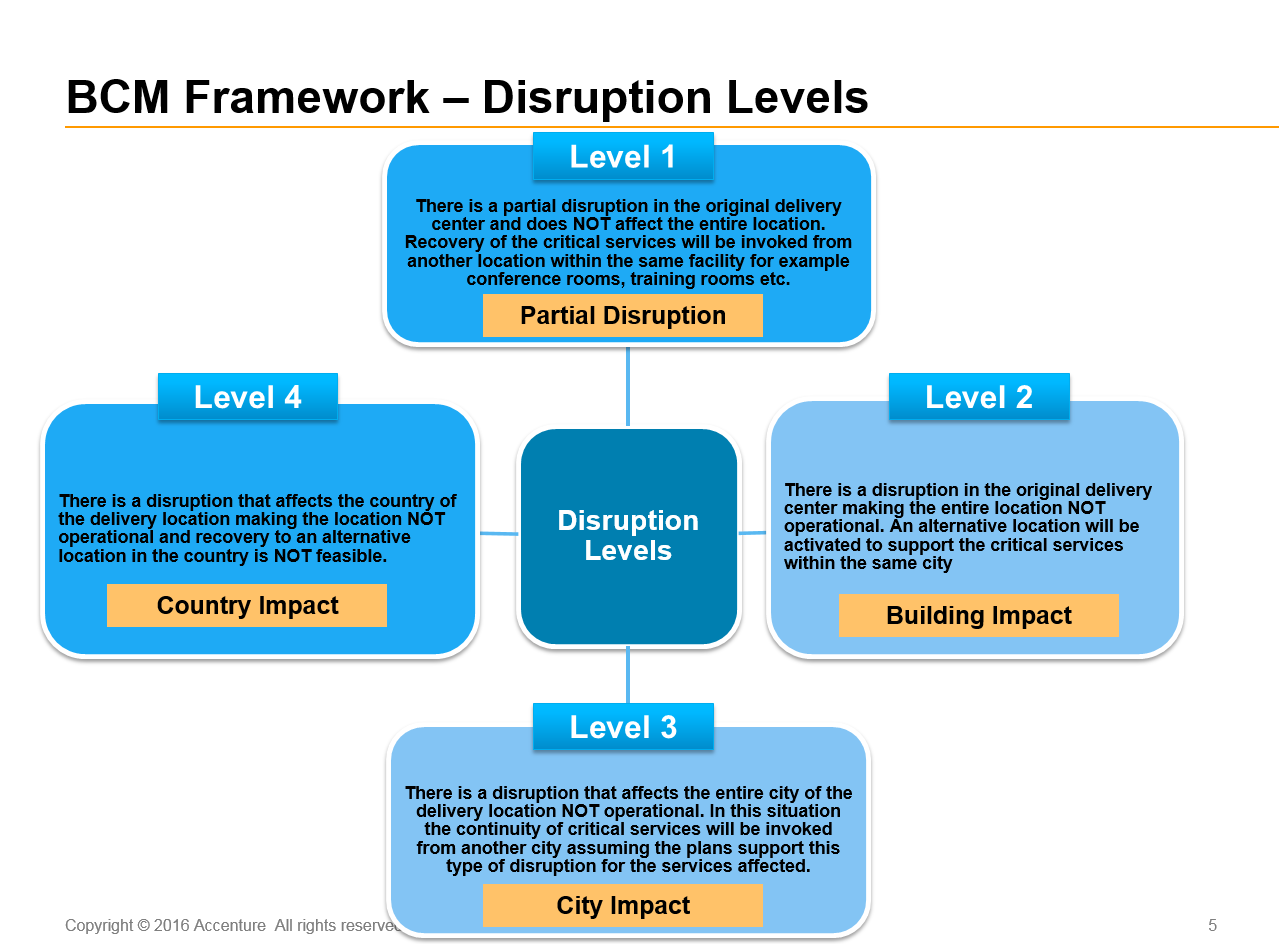 BCM Framework – Disruption Levels
Level 1
There is a partial disruption in the original delivery
center and does NOT affect the entire location.
Recovery of the critical services will be invoked from
another location within the same facility for example
conference rooms, training rooms etc.
Partial Disruption
Level 4
There is a disruption that affects the country of
the delivery location making the location NOT
operational and recovery to an alternative
location in the country is NOT feasible.
Country Impact
Disruption
Levels
Level 2
There is a disruption in the original delivery
center making the entire location NOT
operational. An alternative location will be
activated to support the critical services
within the same city
Building Impact
Level 3
There is a disruption that affects the entire city of the
delivery location NOT operational. In this situation
the continuity of critical services will be invoked
from another city assuming the plans support this
type of disruption for the services affected.
City Impact
Copyright © 2016 Accenture  All rights reserved
5